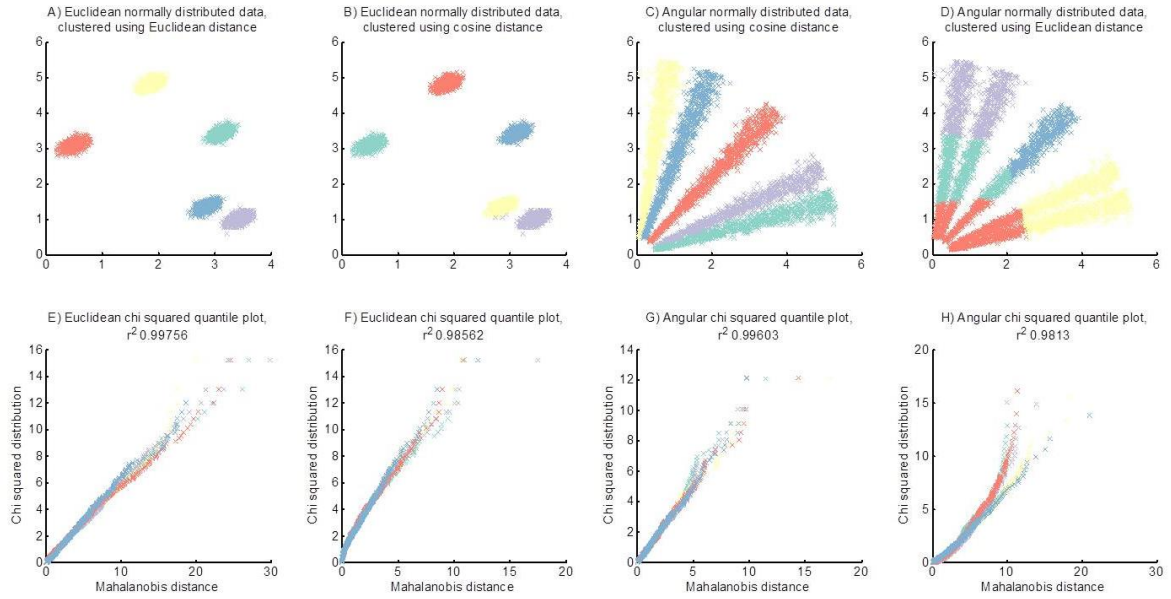 A) Euclidean normally distributed data,
clustered using Euclidean distance
B) Euclidean normally distributed data,
clustered using cosine distance
C) Angular normally distributed data,
clustered using cosine distance
D) Angular normally distributed data,
clustered using Euclidean distance
6
5
4
3
2
1
0
0 1 2 3 4
6
5
4
3
2
1
0
0 1 2 3 4
6
5
4
3
2
1
0
0 2 4 6
6
5
4
3
2
1
0
0 2 4 6
E) Euclidean chi squared quantile plot,
r² 0.99756
F) Euclidean chi squared quantile plot,
r² 0.98562
G) Angular chi squared quantile plot,
r² 0.99603
H) Angular chi squared quantile plot,
r² 0.9813
Chi squared distribution
16
14
12
10
8
6
4
2
0
0 10 20 30
Mahalanobis distance
Chi squared distribution
16
14
12
10
8
6
4
2
0
0 5 10 15 20
Mahalanobis distance
Chi squared distribution
14
12
10
8
6
4
2
0
0 5 10 15 20
Mahalanobis distance
Chi squared distribution
20
15
10
5
0
0 10 20 30
Mahalanobis distance